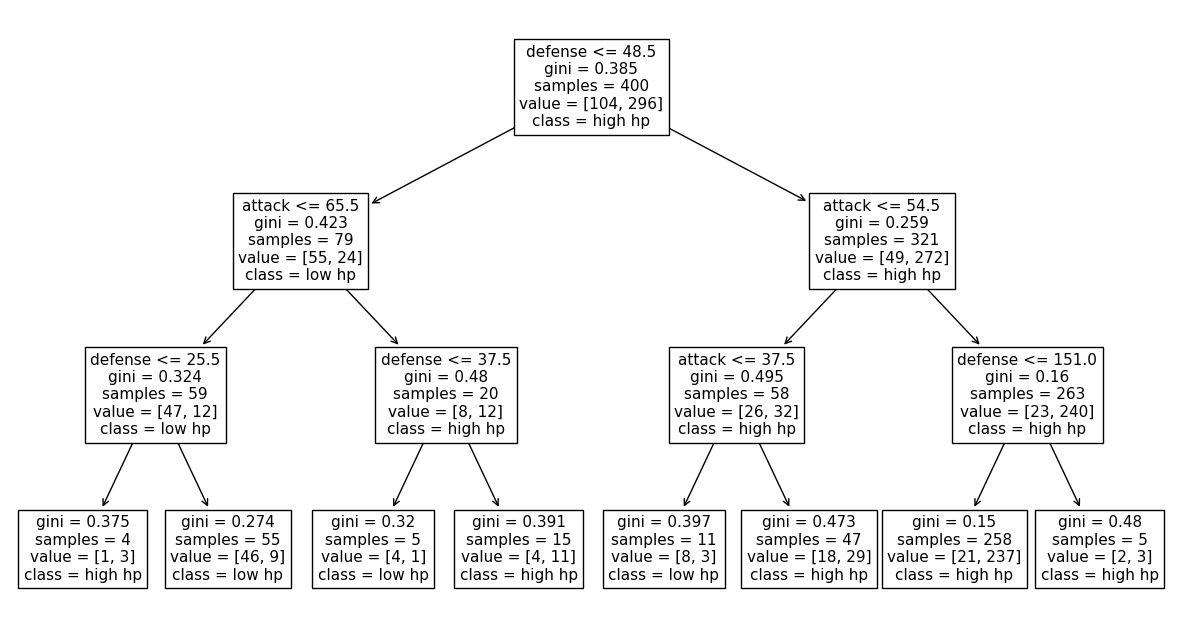 defense <= 48.5
gini = 0.385
samples = 400
value = [104, 296]
class = high hp
attack <= 65.5
gini = 0.423
samples = 79
value = [55, 24]
class = low hp
attack <= 54.5
gini = 0.259
samples = 321
value = [49, 272]
class = high hp
defense <= 25.5
gini = 0.324
samples = 59
value = [47, 12]
class = low hp
defense <= 37.5
gini = 0.48
samples = 20
value = [8, 12]
class = high hp
attack <= 37.5
gini = 0.495
samples = 58
value = [26, 32]
class = high hp
defense <= 151.0
gini = 0.16
samples = 263
value = [23, 240]
class = high hp
gini = 0.375
samples = 4
value = [1, 3]
class = high hp
gini = 0.274
samples = 55
value = [46, 9]
class = low hp
gini = 0.32
samples = 5
value = [4, 1]
class = low hp
gini = 0.391
samples = 15
value = [4, 11]
class = high hp
gini = 0.397
samples = 11
value = [8, 3]
class = low hp
gini = 0.473
samples = 47
value = [18, 29]
class = high hp
gini = 0.15
samples = 258
value = [21, 237]
class = high hp
gini = 0.48
samples = 5
value = [2, 3]
class = high hp